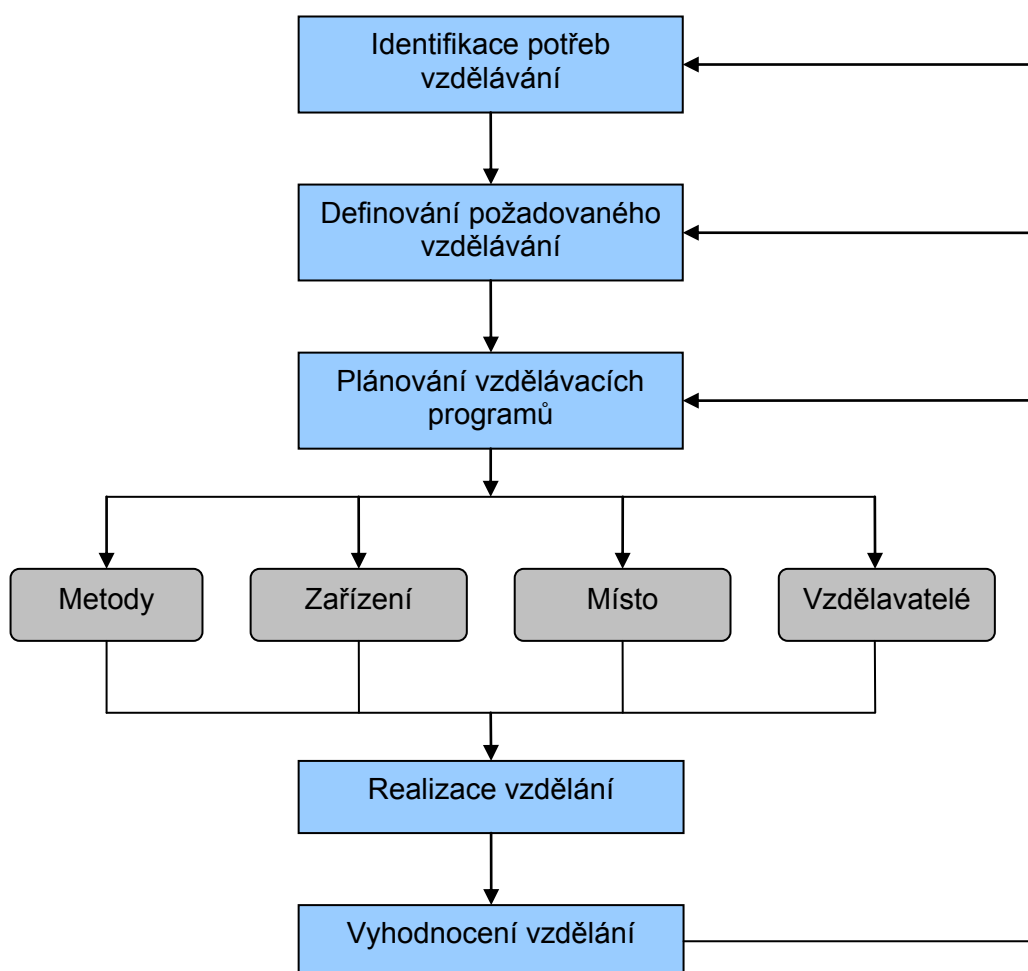 Identifikace potřeb
vzdělávání
Definování požadovaného
vzdělávání
Plánování vzdělávacích
programů
Metody
Zařízení
Místo
Vzdělavatelé
Realizace vzdělání
Vyhodnocení vzdělání